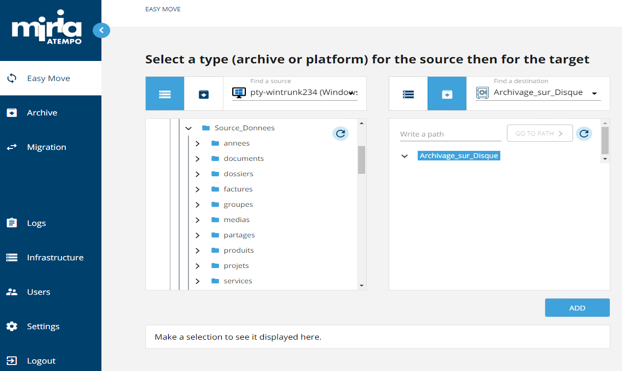 miria
ATEMPO
EASY MOVE
Easy Move
Archive
Migration
Logs
Infrastructure
Users
Settings
Logout
Select a type (archive or platform) for the source then for the target
Find a source
pty-wintrunk234 (Windows
Find a destination
Archivage_sur_Disque
Source_Donnees
annees
documents
dossiers
factures
groupes
medias
partages
produits
projets
services
Write a path
GO TO PATH
Archivage_sur_Disque
ADD
Make a selection to see it displayed here.